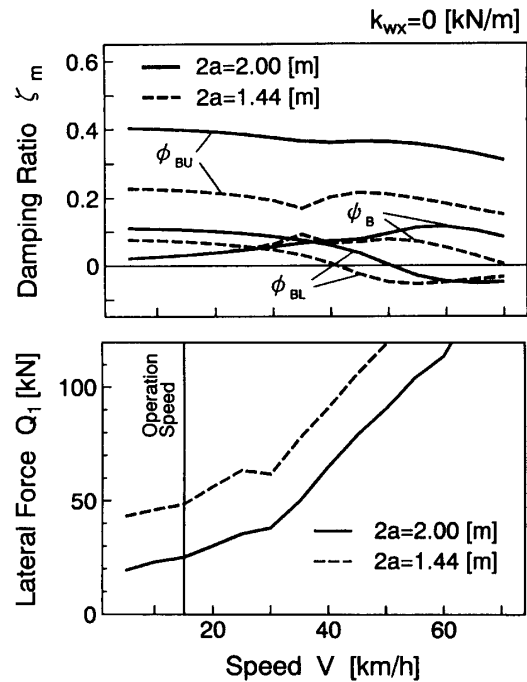 k_wx=0 [kN/m]
0.6
2a=2.00 [m]
2a=1.44 [m]
0.4
ϕ_BU
0.2
ϕ_B
0
ϕ_BL
Damping Ratio ζ_m
100
Operation
Speed
50
2a=2.00 [m]
2a=1.44 [m]
0
Lateral Force Q_1 [kN]
20 40 60
Speed V [km/h]